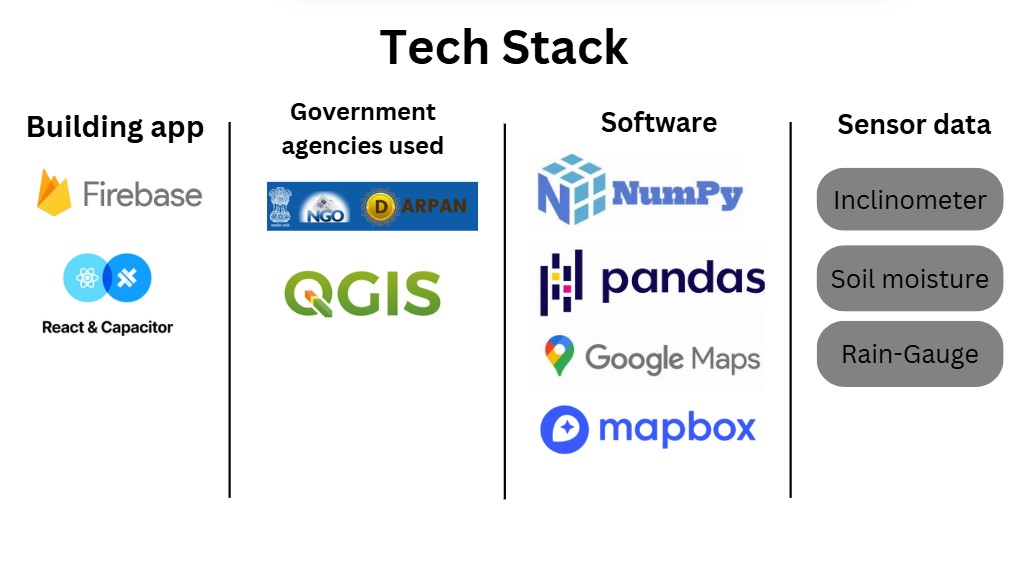 Tech Stack
Building app
Firebase
React & Capacitor
Government
agencies used
NGO D ARPAN
QGIS
Software
NumPy
pandas
Google Maps
mapbox
Sensor data
Inclinometer
Soil moisture
Rain-Gauge